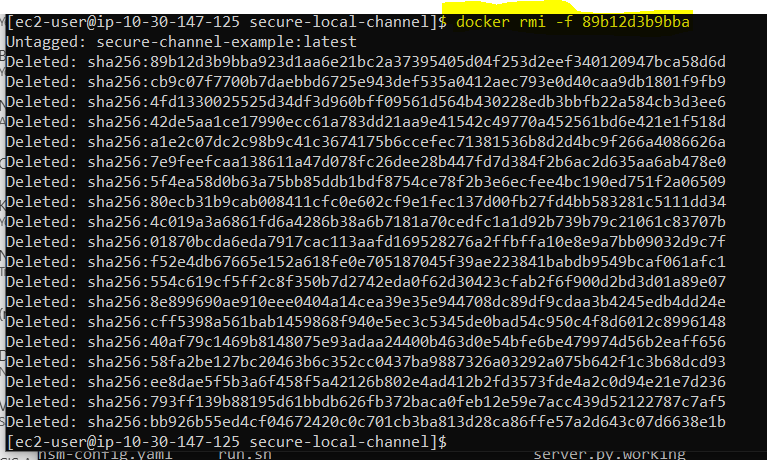 [ec2-user@ip-10-30-147-125 secure-local-channel]$ docker rmi -f 89b12d3b9bba
Untagged: secure-channel-example:latest
Deleted: sha256:89b12d3b9bba923d1aa6e21bc2a37395405d04f253d2eef340120947bca58d6d
Deleted: sha256:cb9c07f7700b7daebbd6725e943def535a0412aec793e0d40caa9db1801f9fb9
Deleted: sha256:4fd1330025525d34df3d960bff09561d564b430228edb3bbfb22a584cb3d3ee6
Deleted: sha256:42de5aa1ce17990ecc61a783dd21aa9e41542c49770a452561bd6e421e1f518d
Deleted: sha256:a1e2c07dc2c98b9c41c3674175b6ccefec71381536b8d2d4bc9f266a4086626a
Deleted: sha256:7e9feefcaa138611a47d078fc26dee28b447fd7d384f2b6ac2d635aa6ab478e0
Deleted: sha256:5f4ea58d0b63a75bb85ddb1bdf8754ce78f2b3e6ecfee4bc190ed751f2a06509
Deleted: sha256:80ecb31b9cab008411cfc0e602cf9e1fec137d00fb27fd4bb583281c5111dd34
Deleted: sha256:4c019a3a6861fd6a4286b38a6b7181a70cedfc1a1d92b739b79c21061c83707b
Deleted: sha256:01870bcda6eda7917cac113aafd169528276a2ffbffa10e8e9a7bb09032d9c7f
Deleted: sha256:f52e4db67665e152a618fe0e705187045f39ae223841babdb9549bcaf061afc1
Deleted: sha256:554c619cf5ff2c8f350b7d2742eda0f62d30423cfab2f6f900d2bd3d01a89e07
Deleted: sha256:8e899690ae910eee0404a14cea39e35e944708dc89df9cdaa3b4245edb4dd24e
Deleted: sha256:cff5398a561bab1459868f940e5ec3c5345de0bad54c950c4f8d6012c8996148
Deleted: sha256:40af79c1469b8148075e93adaa24400b463d0e54bfe6be479974d56b2eaff656
Deleted: sha256:58fa2be127bc20463b6c352cc0437ba9887326a03292a075b642f1c3b68dcd93
Deleted: sha256:ee8dae5f5b3a6f458f5a42126b802e4ad412b2fd3573fde4a2c0d94e21e7d236
Deleted: sha256:793ff139b88195d61bbdb626fb372baca0feb12e59e7acc439d52122787c7af5
Deleted: sha256:bb926b55ed4cf04672420c0c701cb3ba813d28ca86ffe57a2d643c07d6638e1b
[ec2-user@ip-10-30-147-125 secure-local-channel]$
run.sh server.py.working